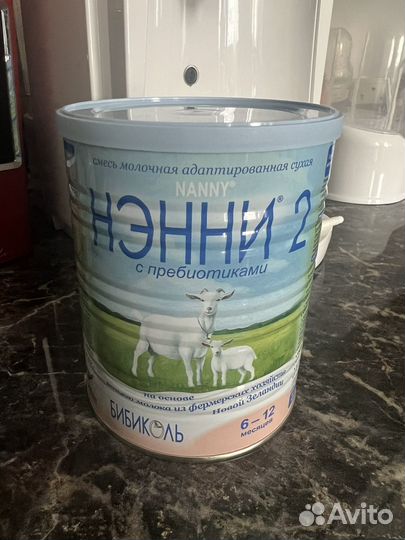 смесь молочная адаптированная сухая
NANNY®
НЭННИ® 2
с пребиотиками
на основе
молока из фермерских хозяйств
Новой Зеландии
БИБИКОЛЬ
6–12
месяцев
Avito